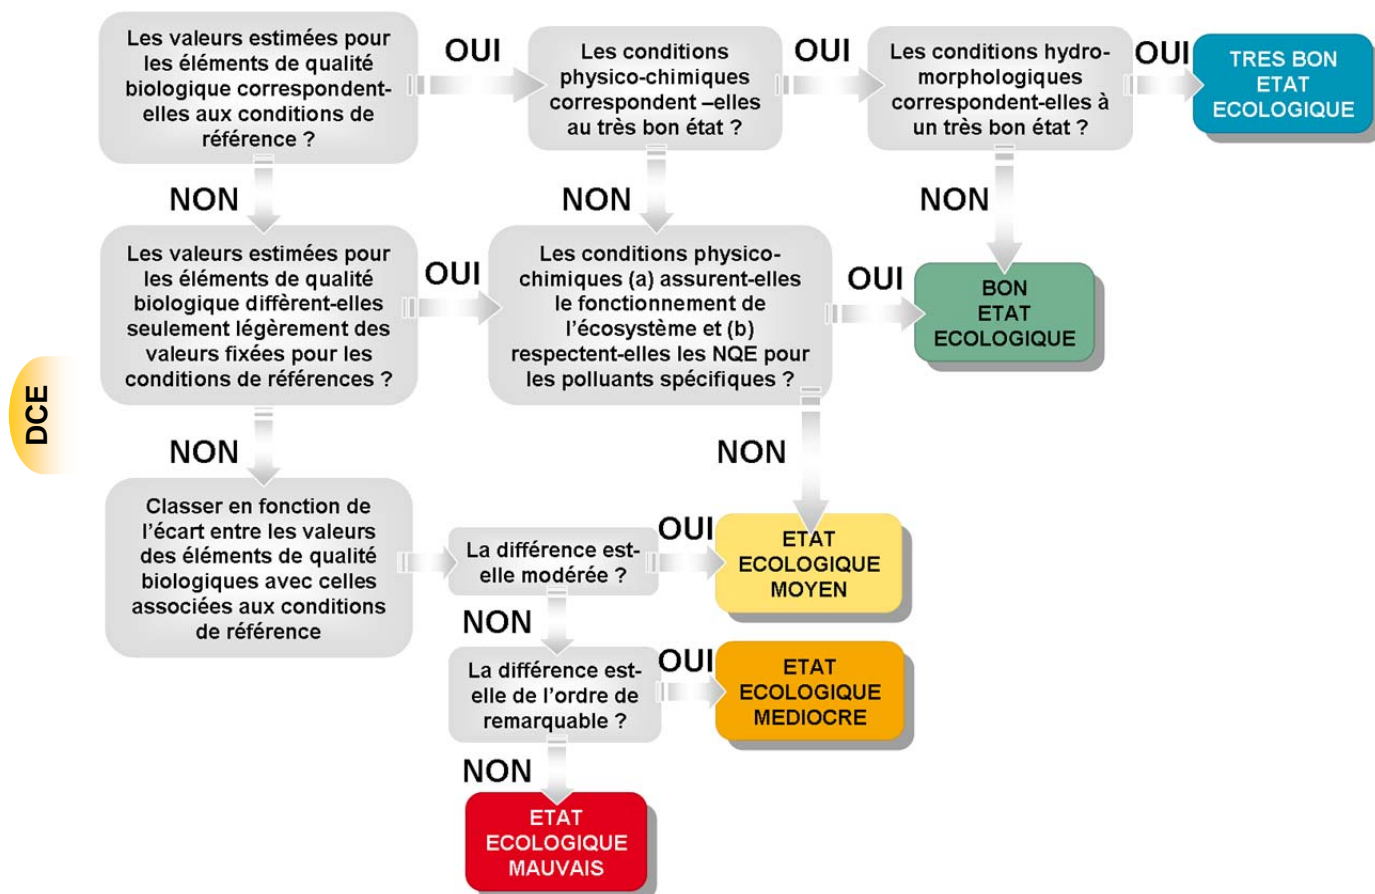 Les valeurs estimées pour
les éléments de qualité
biologique correspondent-
elles aux conditions de
référence ?
OUI
Les conditions
physico-chimiques
correspondent –elles
au très bon état ?
OUI
Les conditions hydro-
morphologiques
correspondent-elles à
un très bon état ?
OUI
TRES BON
ETAT
ECOLOGIQUE
NON
NON
NON
Les valeurs estimées pour
les éléments de qualité
biologique diffèrent-elles
seulement légèrement des
valeurs fixées pour les
conditions de références ?
OUI
Les conditions physico-
chimiques (a) assurent-elles
le fonctionnement de
l'écosystème et (b)
respectent-elles les NQE pour
les polluants spécifiques ?
OUI
BON
ETAT
ECOLOGIQUE
DCE
NON
NON
Classer en fonction de
l'écart entre les valeurs
des éléments de qualité
biologiques avec celles
associées aux conditions
de référence
La différence est-
elle modérée ?
OUI
ETAT
ECOLOGIQUE
MOYEN
NON
La différence est-
elle de l'ordre de
remarquable ?
OUI
ETAT
ECOLOGIQUE
MEDIOCRE
NON
ETAT
ECOLOGIQUE
MAUVAIS